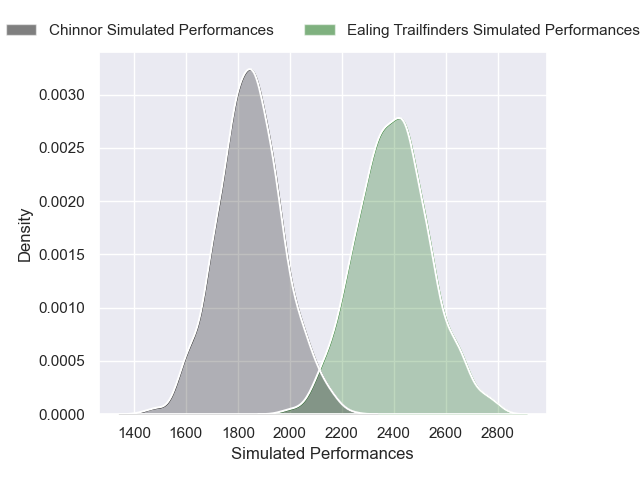 Chinnor Simulated Performances
Ealing Trailfinders Simulated Performances
0.0030
0.0025
0.0020
0.0015
0.0010
0.0005
0.0000
Density
1400 1600 1800 2000 2200 2400 2600 2800
Simulated Performances